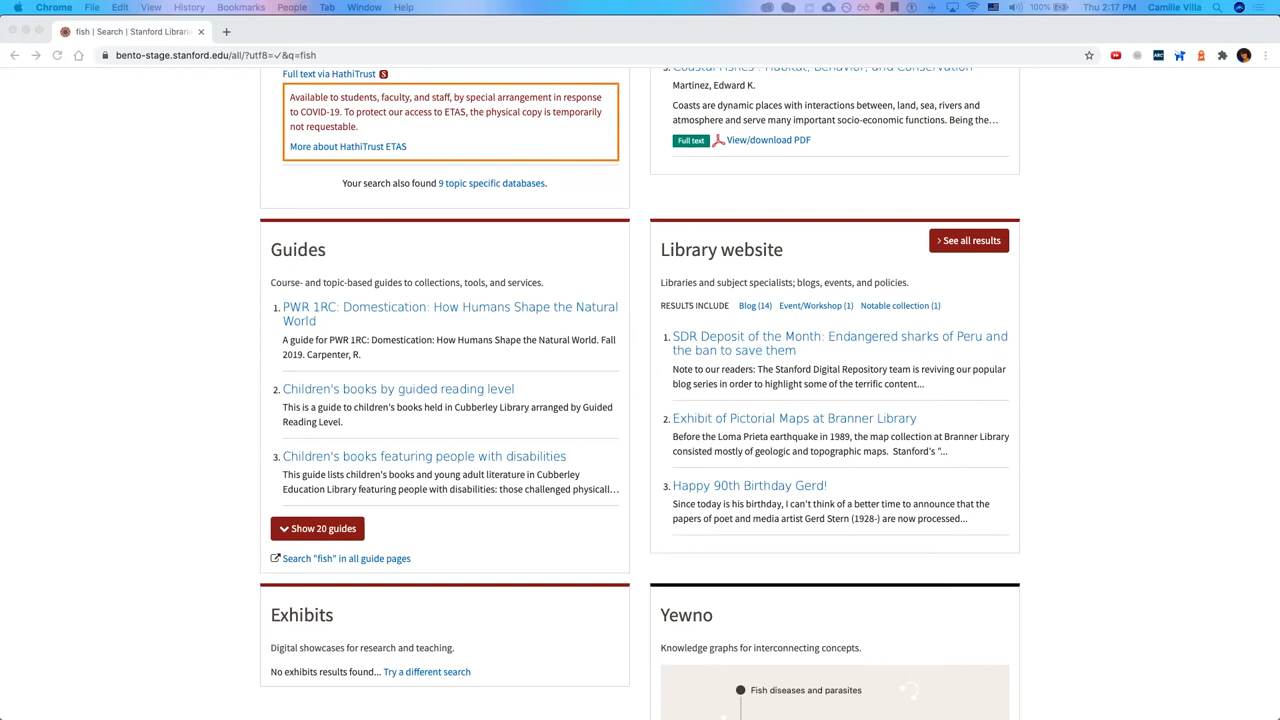 Chrome File Edit View History Bookmarks People Tab Window Help 100% Thu 2:17 PM Camille Villa
fish | Search | Stanford Librarie
bento-stage.stanford.edu/all/?utf8=✓&q=fish
Full text via HathiTrust S
Available to students, faculty, and staff, by special arrangement in response
to COVID-19. To protect our access to ETAS, the physical copy is temporarily
not requestable.
More about HathiTrust ETAS
Your search also found 9 topic specific databases.
3. Coastal Fishes : Habitat, Behavior, and Conservation
Martinez, Edward K.
Coasts are dynamic places with interactions between, land, sea, rivers and
atmosphere and serve many important socio-economic functions. Being the…
Full text View/download PDF
Guides
Course- and topic-based guides to collections, tools, and services.
1. PWR 1RC: Domestication: How Humans Shape the Natural
World
A guide for PWR 1RC: Domestication: How Humans Shape the Natural World. Fall
2019. Carpenter, R.
2. Children's books by guided reading level
This is a guide to children's books held in Cubberley Library arranged by Guided
Reading Level.
3. Children's books featuring people with disabilities
This guide lists children's books and young adult literature in Cubberley
Education Library featuring people with disabilities: those challenged physicall…
Show 20 guides
Search "fish" in all guide pages
Library website
> See all results
Libraries and subject specialists; blogs, events, and policies.
RESULTS INCLUDE Blog (14) Event/Workshop (1) Notable collection (1)
1. SDR Deposit of the Month: Endangered sharks of Peru and
the ban to save them
Note to our readers: The Stanford Digital Repository team is reviving our popular
blog series in order to highlight some of the terrific content...
2. Exhibit of Pictorial Maps at Branner Library
Before the Loma Prieta earthquake in 1989, the map collection at Branner Library
consisted mostly of geologic and topographic maps. Stanford's "...
3. Happy 90th Birthday Gerd!
Since today is his birthday, I can't think of a better time to announce that the
papers of poet and media artist Gerd Stern (1928-) are now processed...
Exhibits
Digital showcases for research and teaching.
No exhibits results found... Try a different search
Yewno
Knowledge graphs for interconnecting concepts.
Fish diseases and parasites